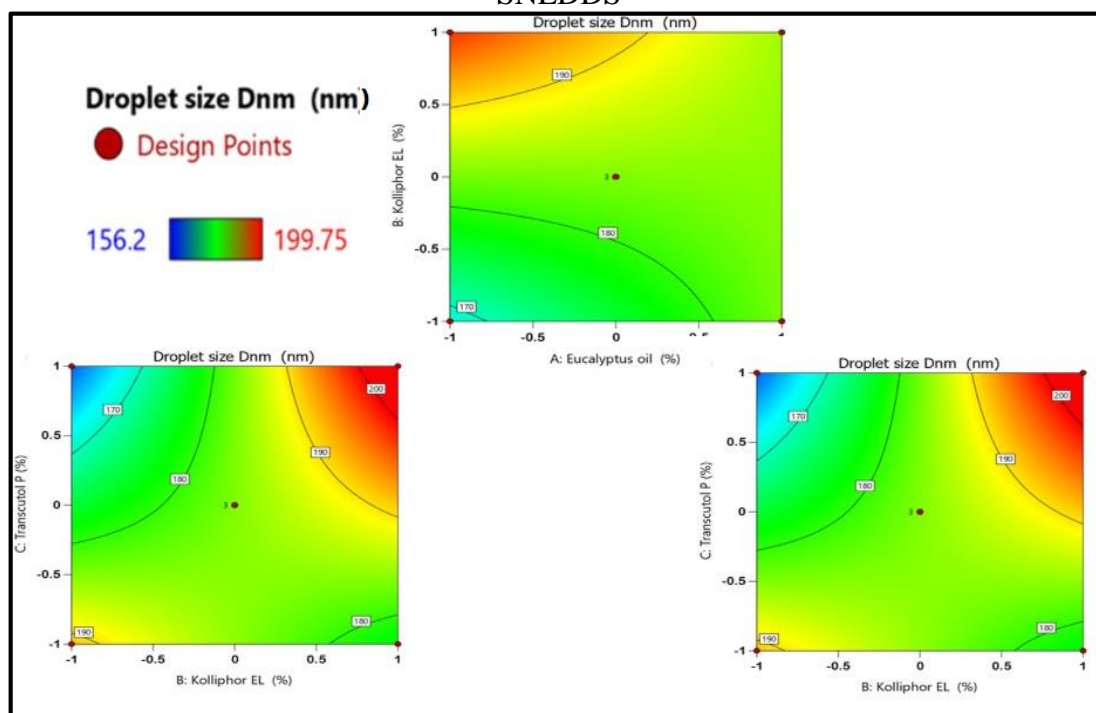 SNEDDS
Droplet size Dnm (nm)
Design Points
156.2 199.75
Droplet size Dnm (nm)
B: Kolliphor EL (%)
1
0.5
0
-0.5
-1
190
3
180
170
-1 -0.5 0 1
A: Eucalyptus oil (%)
Droplet size Dnm (nm)
C: Transcutol P (%)
1
0.5
0
-0.5
-1
200
170
190
180
3
180
190
-1 -0.5 0 0.5 1
B: Kolliphor EL (%)
Droplet size Dnm (nm)
C: Transcutol P (%)
1
0.5
0
-0.5
-1
200
170
190
180
3
180
190
-1 -0.5 0 0.5 1
B: Kolliphor EL (%)